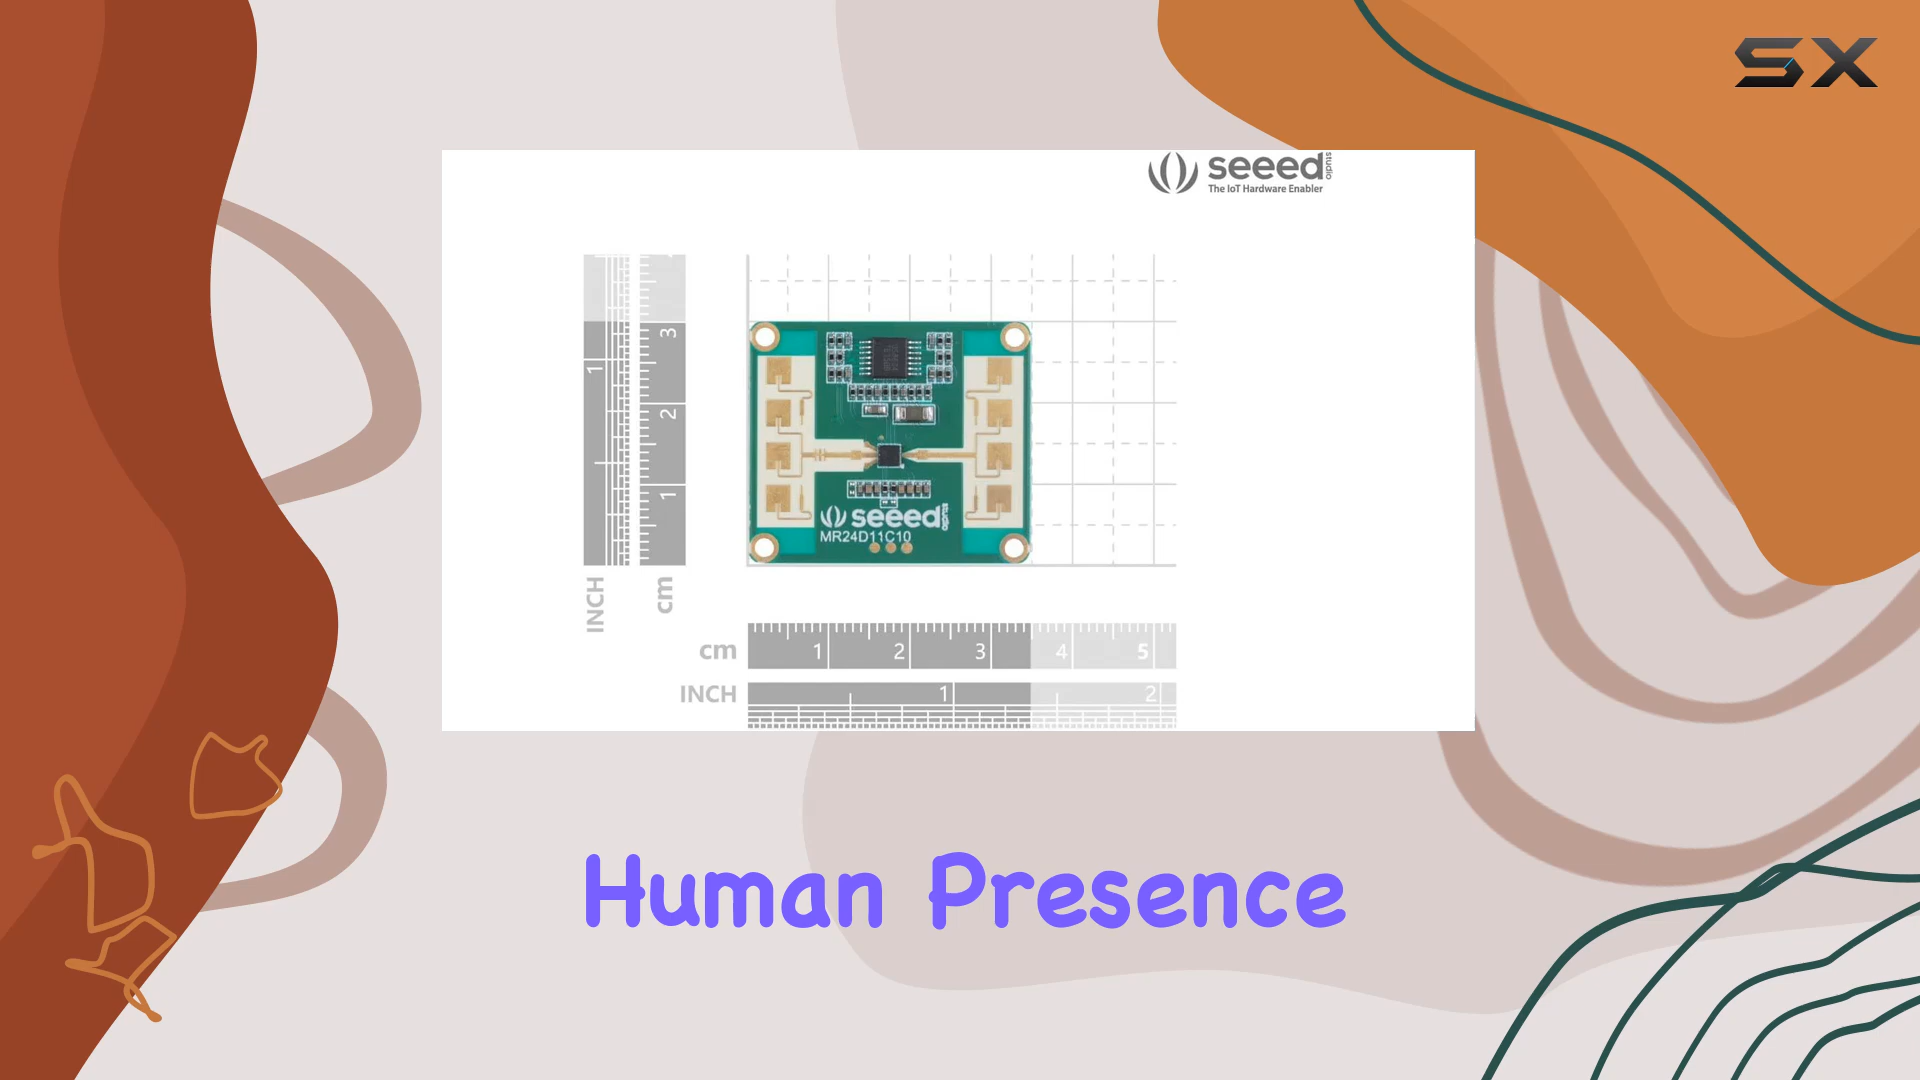 SX
seeed studio
The IoT Hardware Enabler
3
2
1
1
INCH
cm
seeed studio
MR24D11C10
cm 1 2 3 4 5
INCH 1 2
Human Presence